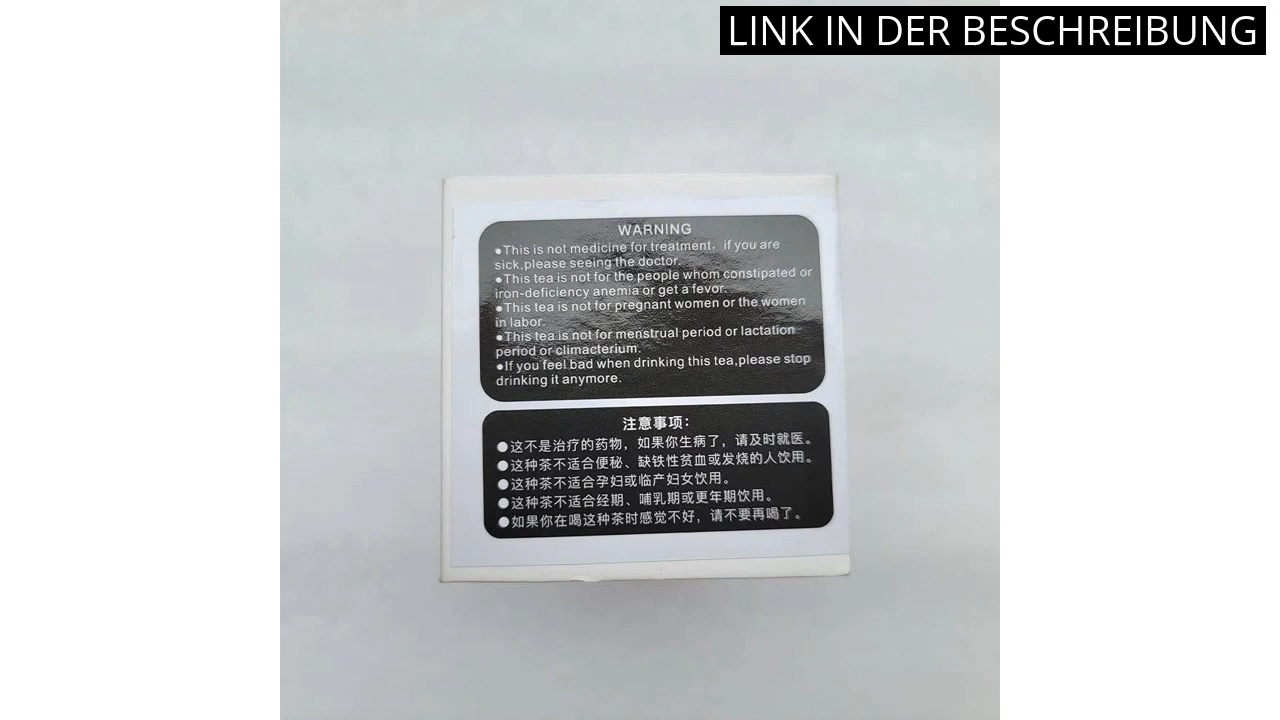 LINK IN DER BESCHREIBUNG
WARNING
●This is not medicine for treatment，if you are
sick,please seeing the doctor.
●This tea is not for the people whom constipated or
iron-deficiency anemia or get a fevor.
●This tea is not for pregnant women or the women
in labor.
●This tea is not for menstrual period or lactation
period or climacterium.
●If you feel bad when drinking this tea,please stop
drinking it anymore.
注意事项：
●这不是治疗的药物，如果你生病了，请及时就医。
●这种茶不适合便秘、缺铁性贫血或发烧的人饮用。
●这种茶不适合孕妇或临产妇女饮用。
●这种茶不适合经期、哺乳期或更年期饮用。
●如果你在喝这种茶时感觉不好，请不要再喝了。